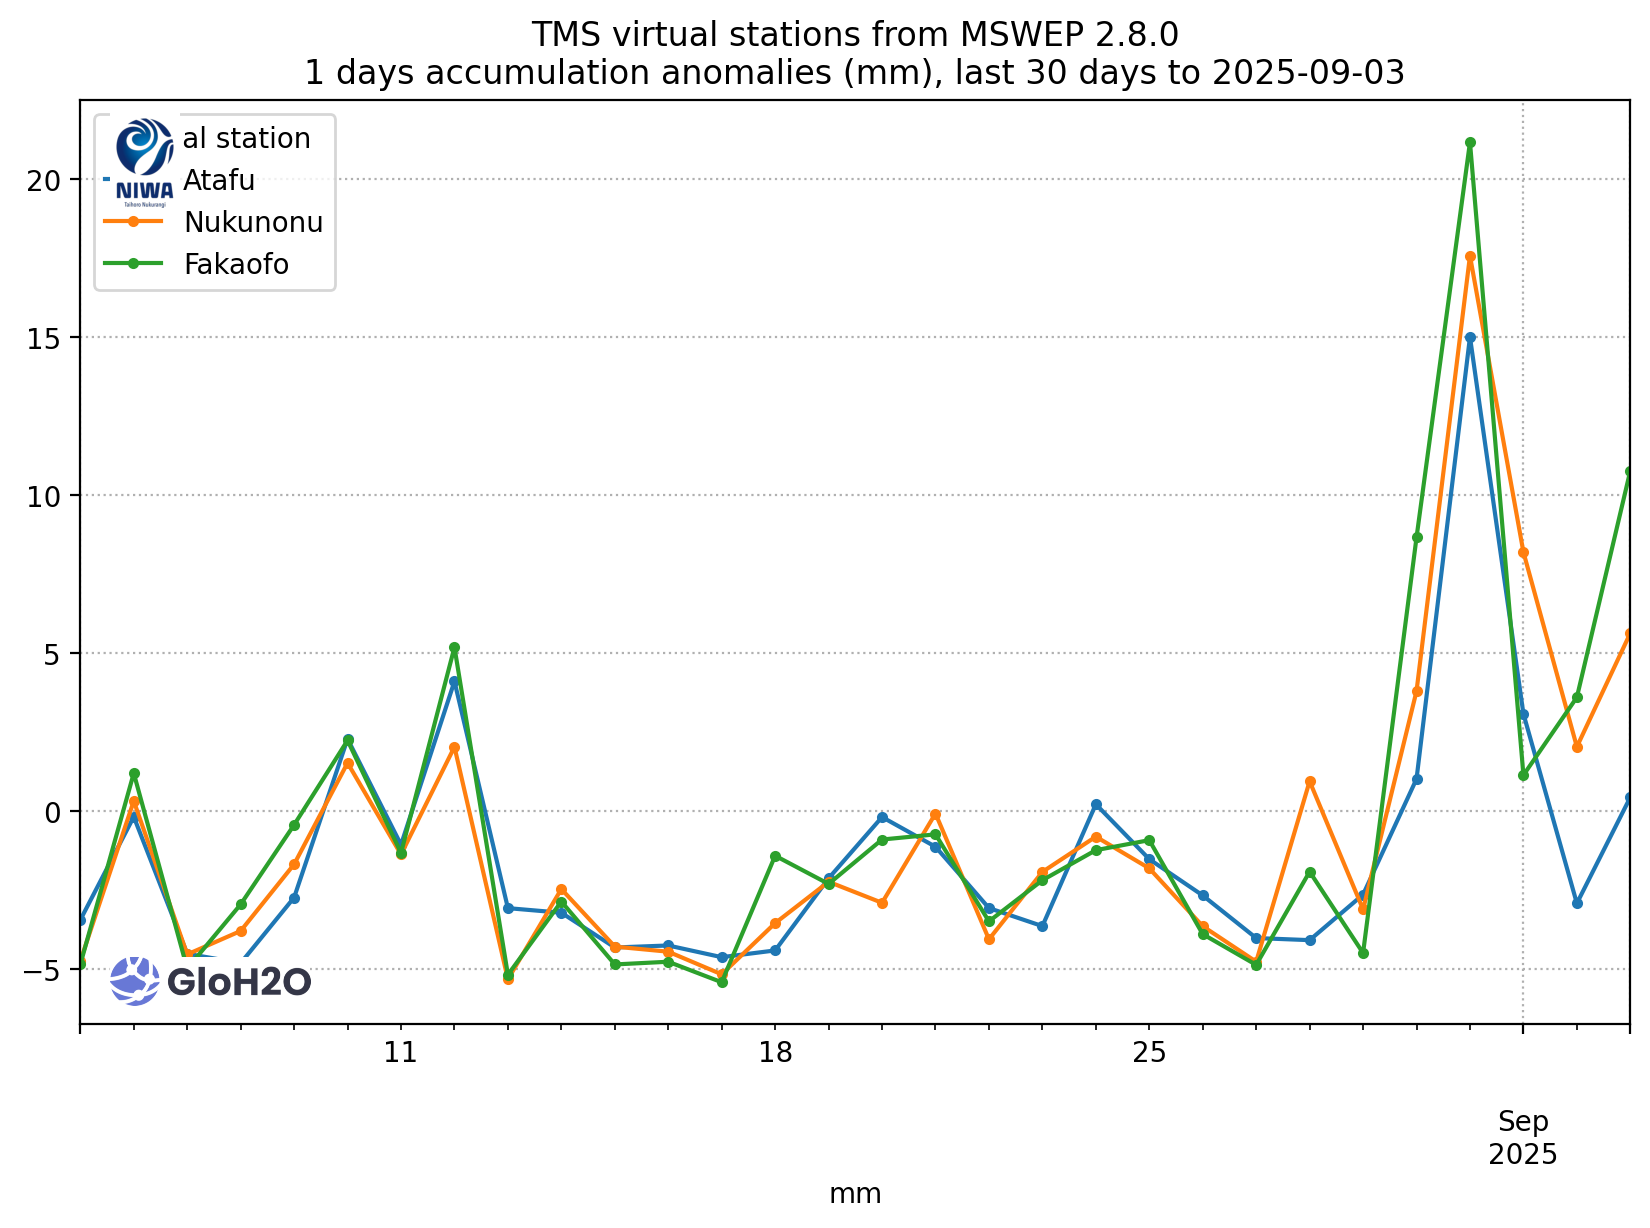 TMS virtual stations from MSWEP 2.8.0
1 days accumulation anomalies (mm), last 30 days to 2025-09-03
al station
Atafu
Nukunonu
Fakaofo
NIWA
Taihoro Nukurangi
20
15
10
5
0
−5
GloH2O
11
18
25
Sep
2025
mm